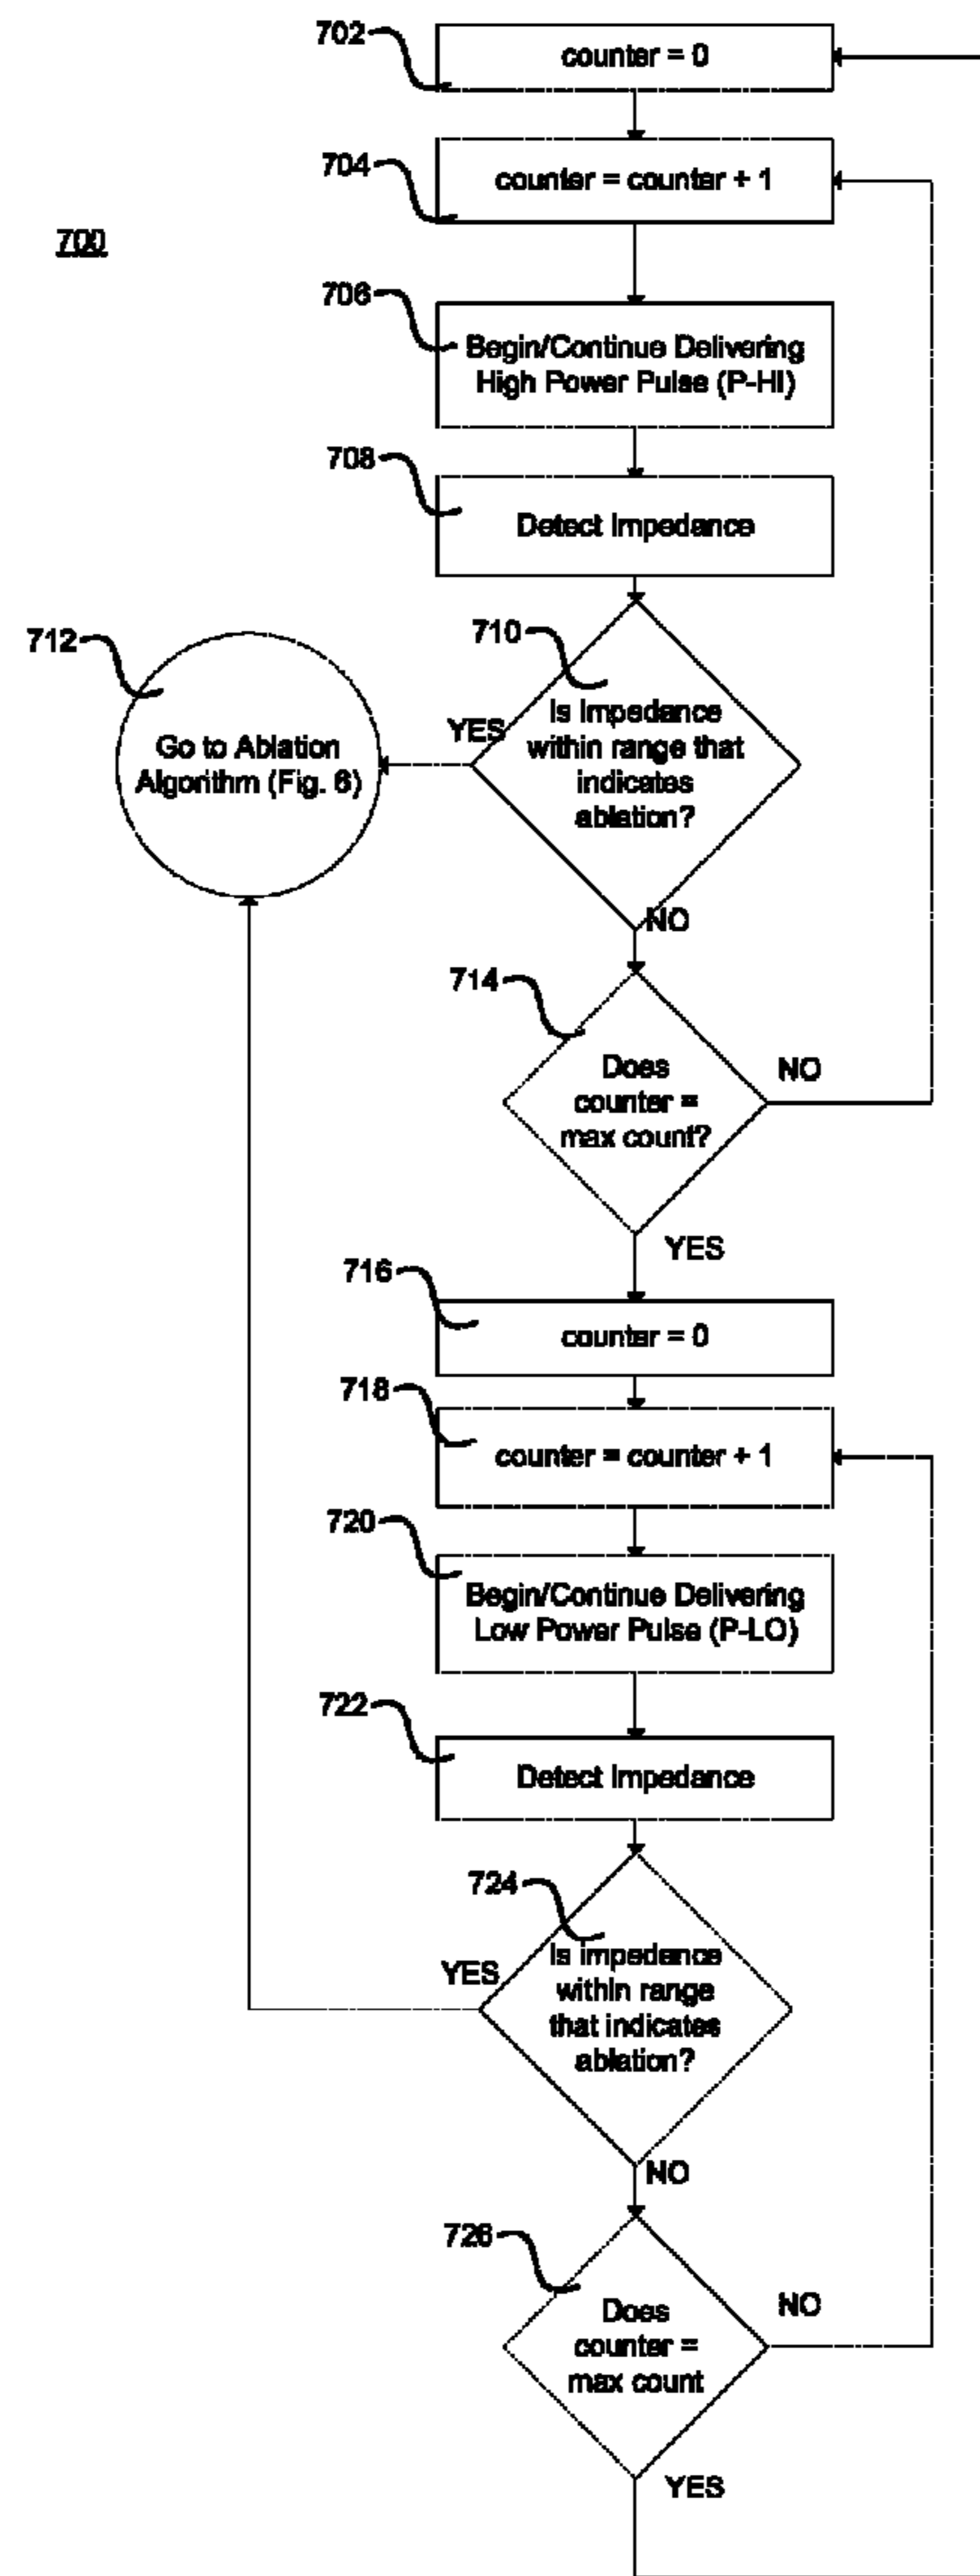 702
counter = 0
704
counter = counter + 1
700
706
Begin/Continue Delivering
High Power Pulse (P-HI)
708
Detect Impedance
710
712
Is Impedance
within range that
indicates
ablation?
YES
Go to Ablation
Algorithm (Fig. 6)
NO
714
Does
counter =
max count?
NO
YES
716
counter = 0
718
counter = counter + 1
720
Begin/Continue Delivering
Low Power Pulse (P-LO)
722
Detect Impedance
724
Is impedance
within range
that indicates
ablation?
YES
NO
726
Does
counter =
max count
NO
YES